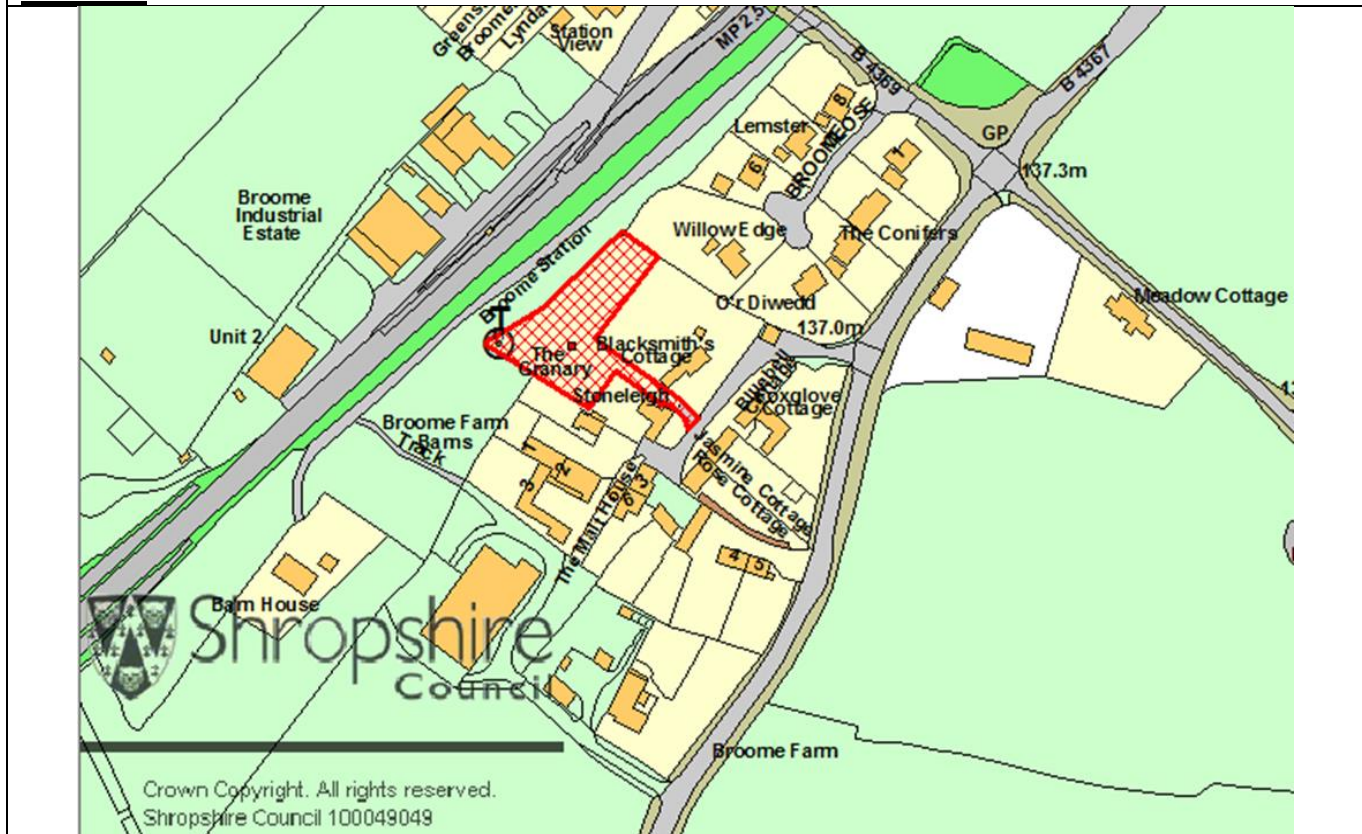 Station
View
MP 2.5
B 4369
B 4367
GP
137.3m
Lemster
8
6
1
Broome
Industrial
Estate
Broome Station
Willow Edge
The Conifers
Meadow Cottage
O'r Diwedd
137.0m
Unit 2
The
Granary
Blacksmith's
Cottage
Stoneleigh
Foxglove
Cottage
Broome Farm
Barns
Track
1
2
3
The Malt House
6
3
Jasmine Cottage
Rose Cottage
4
5
Barn House
Shropshire
Council
Broome Farm
Crown Copyright. All rights reserved.
Shropshire Council 100049049